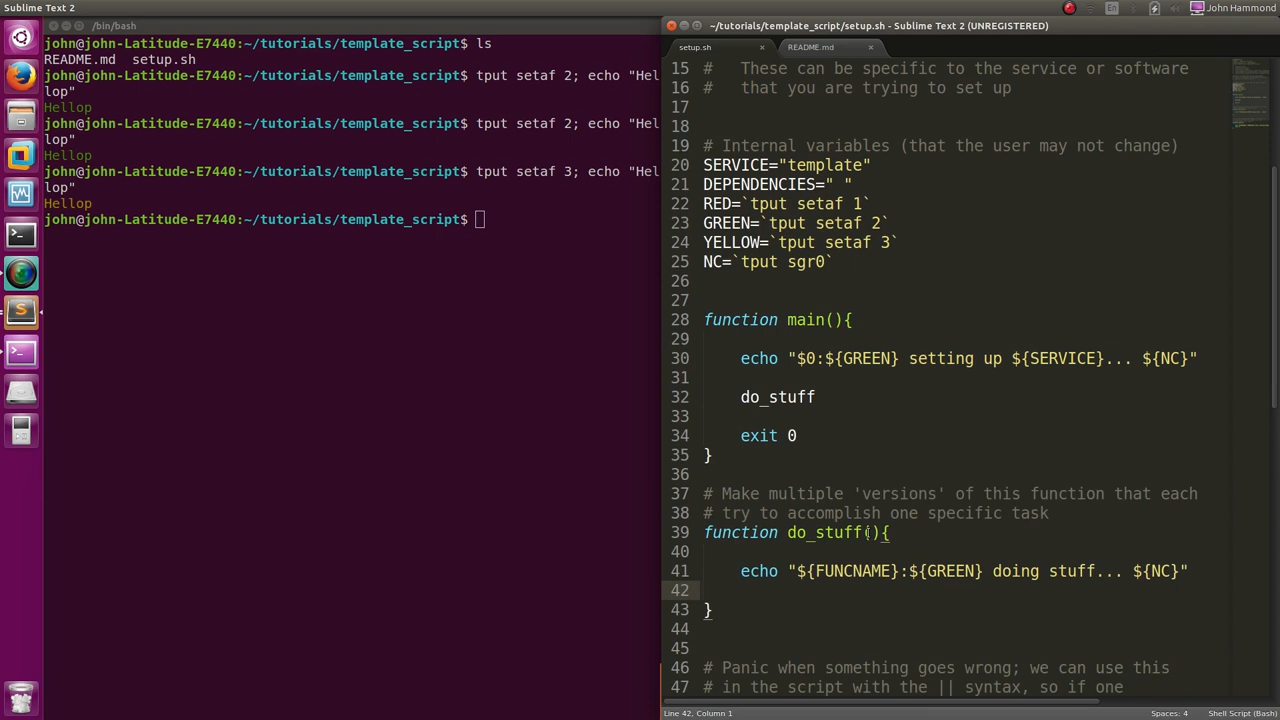 Sublime Text 2
En
John Hammond
/bin/bash
john@john-Latitude-E7440:~/tutorials/template_script$ ls
README.md  setup.sh
john@john-Latitude-E7440:~/tutorials/template_script$ tput setaf 2; echo "Hel
lop"
Hellop
john@john-Latitude-E7440:~/tutorials/template_script$ tput setaf 2; echo "Hel
lop"
Hellop
john@john-Latitude-E7440:~/tutorials/template_script$ tput setaf 3; echo "Hel
lop"
Hellop
john@john-Latitude-E7440:~/tutorials/template_script$
~/tutorials/template_script/setup.sh - Sublime Text 2 (UNREGISTERED)
setup.sh
README.md
15 #   These can be specific to the service or software
16 #   that you are trying to set up
17
18
19 # Internal variables (that the user may not change)
20 SERVICE="template"
21 DEPENDENCIES=" "
22 RED=`tput setaf 1`
23 GREEN=`tput setaf 2`
24 YELLOW=`tput setaf 3`
25 NC=`tput sgr0`
26
27
28 function main(){
29
30     echo "$0:${GREEN} setting up ${SERVICE}... ${NC}"
31
32     do_stuff
33
34     exit 0
35 }
36
37 # Make multiple 'versions' of this function that each
38 # try to accomplish one specific task
39 function do_stuff(){
40
41     echo "${FUNCNAME}:${GREEN} doing stuff... ${NC}"
42
43 }
44
45
46 # Panic when something goes wrong; we can use this
47 # in the script with the || syntax, so if one
Line 42, Column 1
Spaces: 4
Shell Script (Bash)